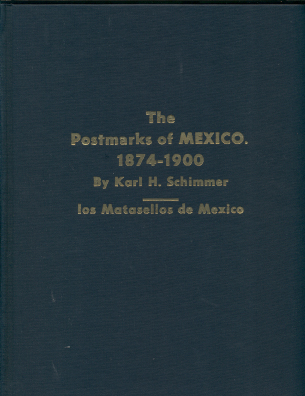 The
Postmarks of MEXICO.
1874-1900
By Karl H. Schimmer
los Matasellos de Mexico